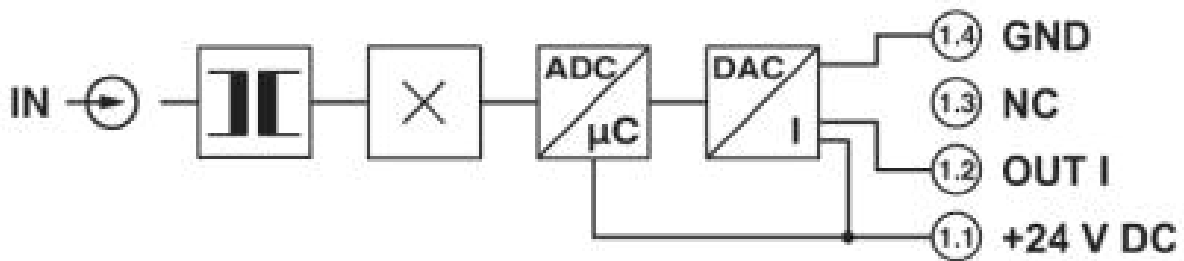 IN
ADC
µC
DAC
I
1.4 GND
1.3 NC
1.2 OUT I
1.1 +24 V DC